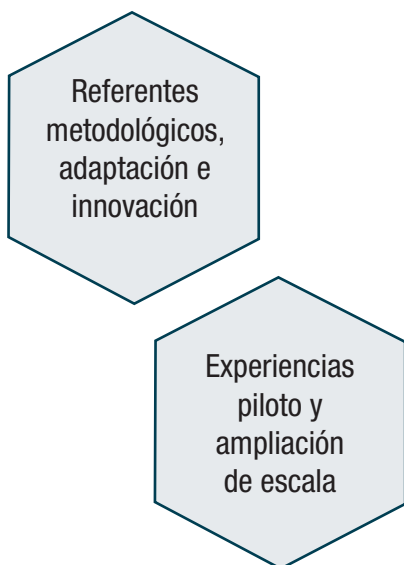 Referentes
metodológicos,
adaptación e
innovación
Experiencias
piloto y
ampliación
de escala